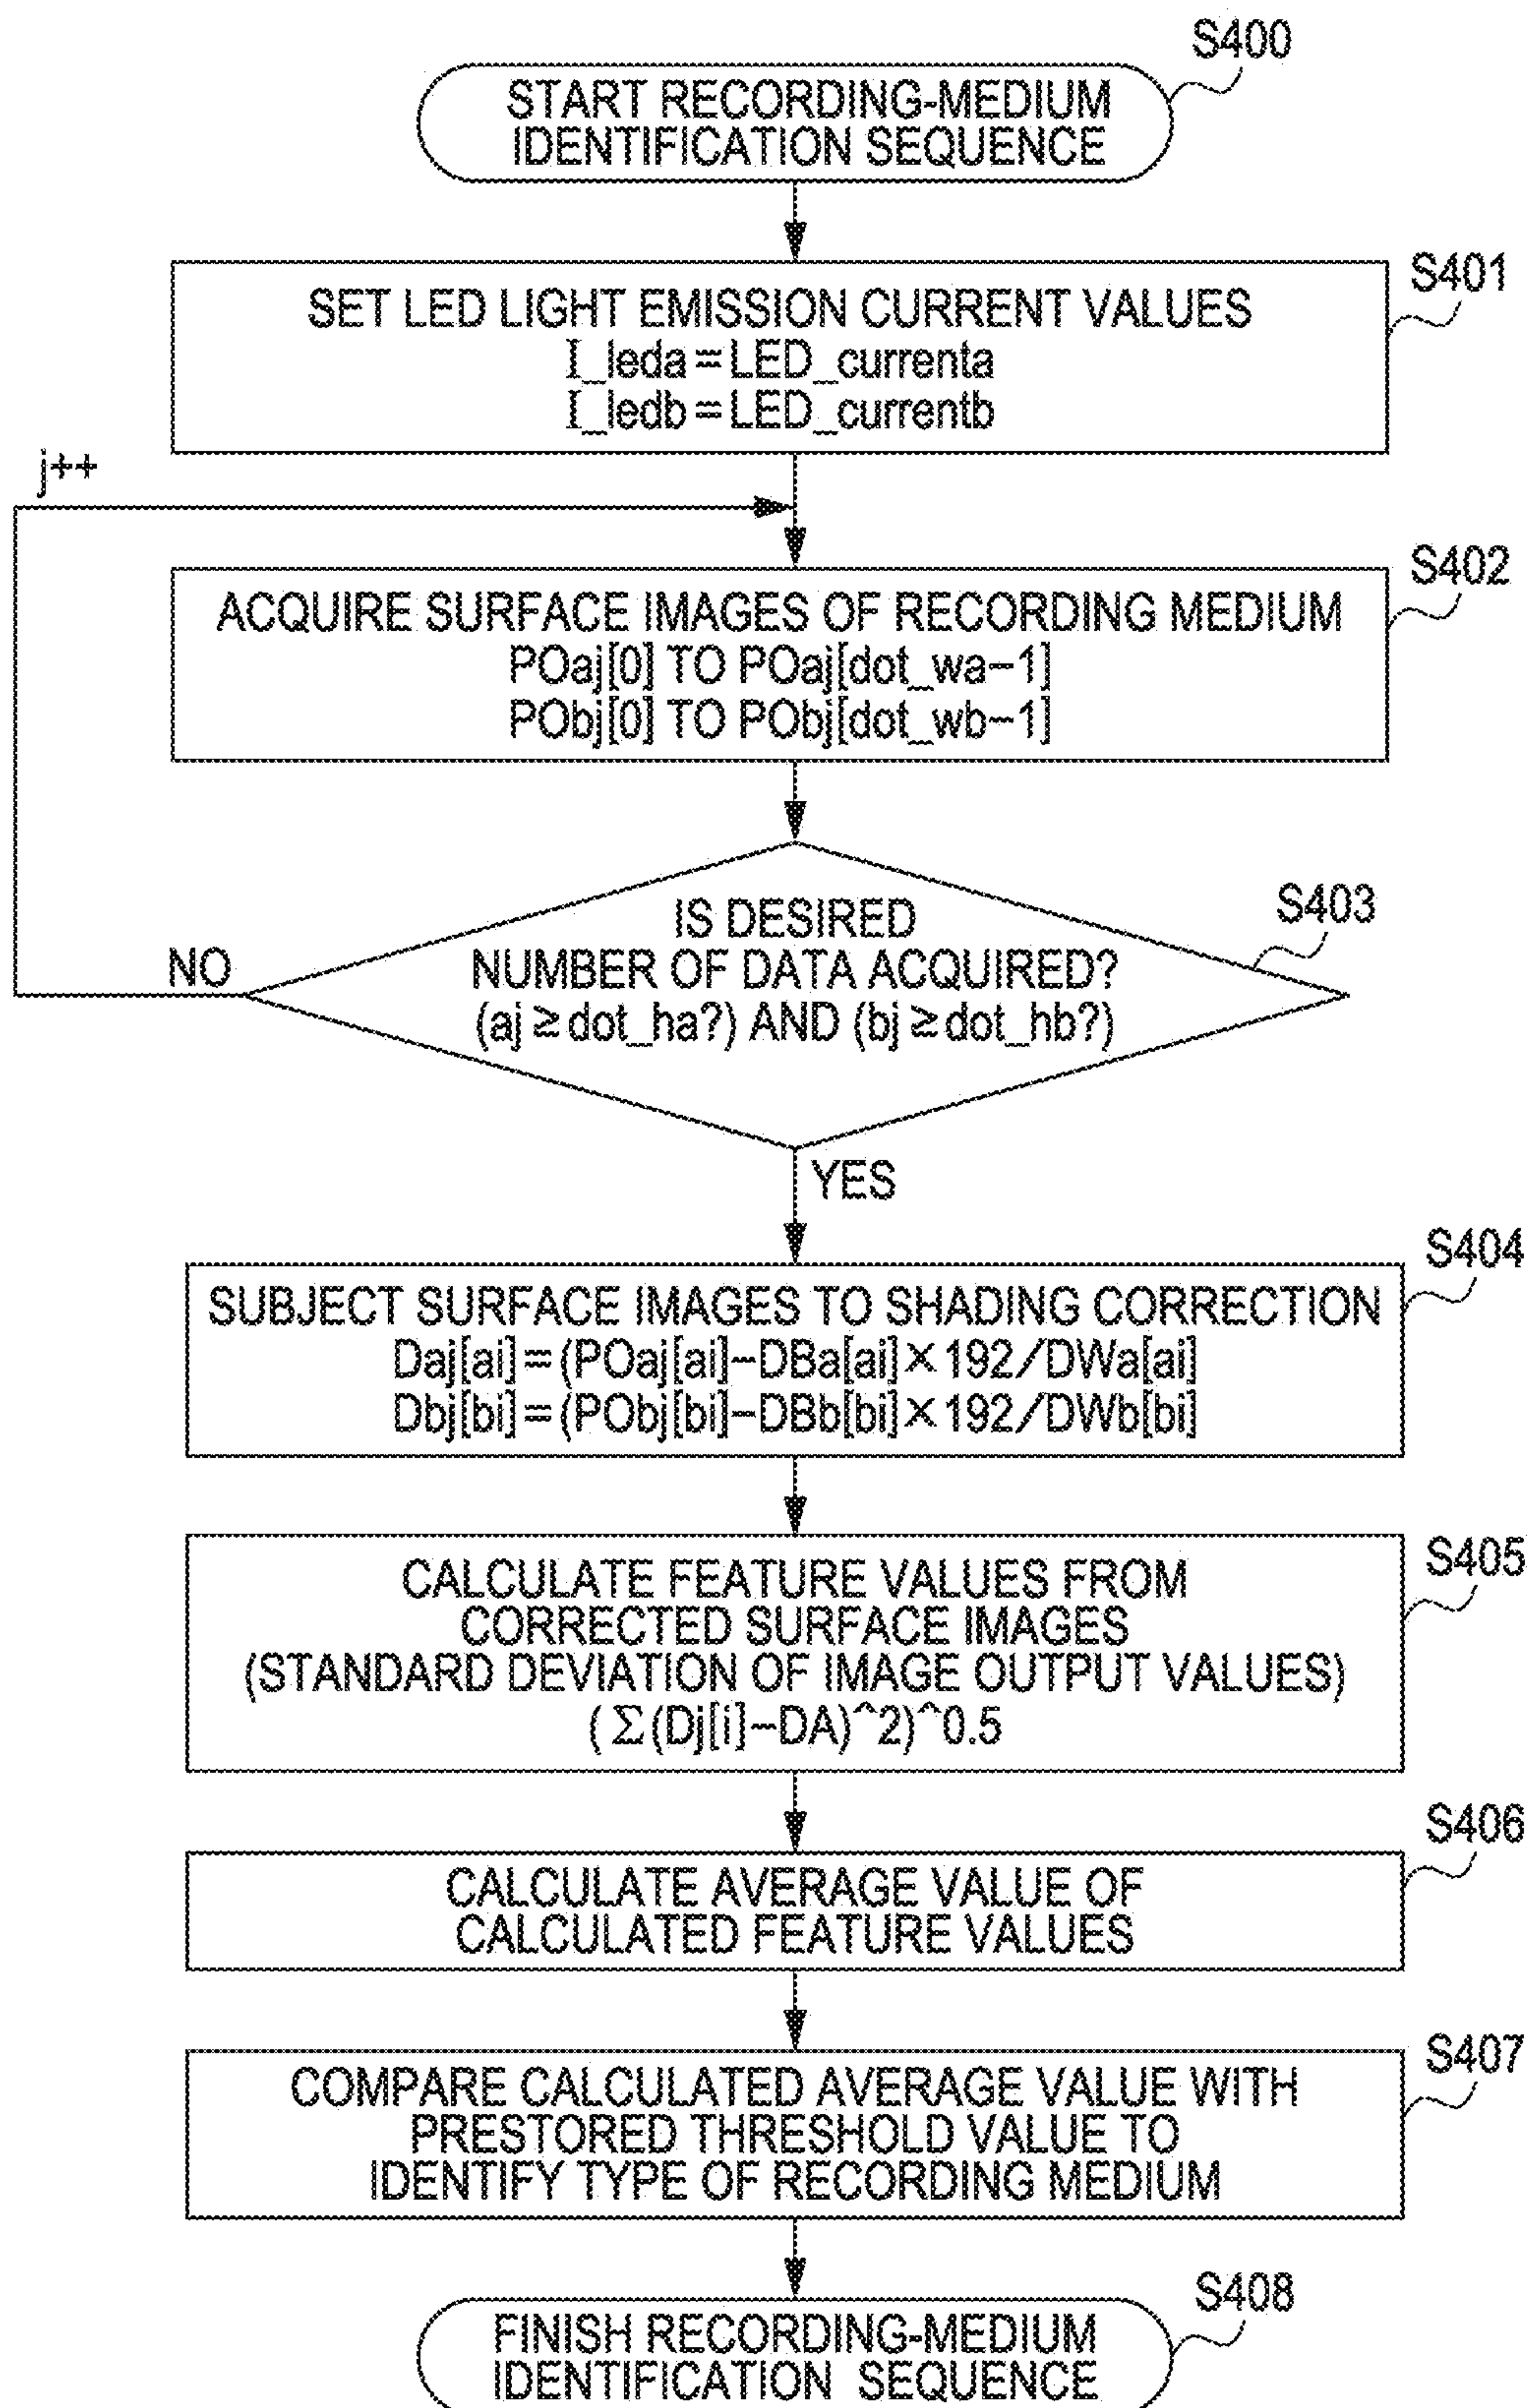 S400
START RECORDING-MEDIUM
IDENTIFICATION SEQUENCE
S401
SET LED LIGHT EMISSION CURRENT VALUES
I_leda=LED_currenta
I_ledb=LED_currentb
j++
S402
ACQUIRE SURFACE IMAGES OF RECORDING MEDIUM
POaj[0] TO POaj[dot_wa-1]
PObj[0] TO PObj[dot_wb-1]
S403
IS DESIRED
NUMBER OF DATA ACQUIRED?
(aj≥dot_ha?) AND (bj≥dot_hb?)
NO
YES
S404
SUBJECT SURFACE IMAGES TO SHADING CORRECTION
Daj[ai]=(POaj[ai]-DBa[ai]×192/DWa[ai]
Dbj[bi]=(PObj[bi]-DBb[bi]×192/DWb[bi]
S405
CALCULATE FEATURE VALUES FROM
CORRECTED SURFACE IMAGES
(STANDARD DEVIATION OF IMAGE OUTPUT VALUES)
(Σ(Dj[i]-DA)^2)^0.5
S406
CALCULATE AVERAGE VALUE OF
CALCULATED FEATURE VALUES
S407
COMPARE CALCULATED AVERAGE VALUE WITH
PRESTORED THRESHOLD VALUE TO
IDENTIFY TYPE OF RECORDING MEDIUM
S408
FINISH RECORDING-MEDIUM
IDENTIFICATION SEQUENCE